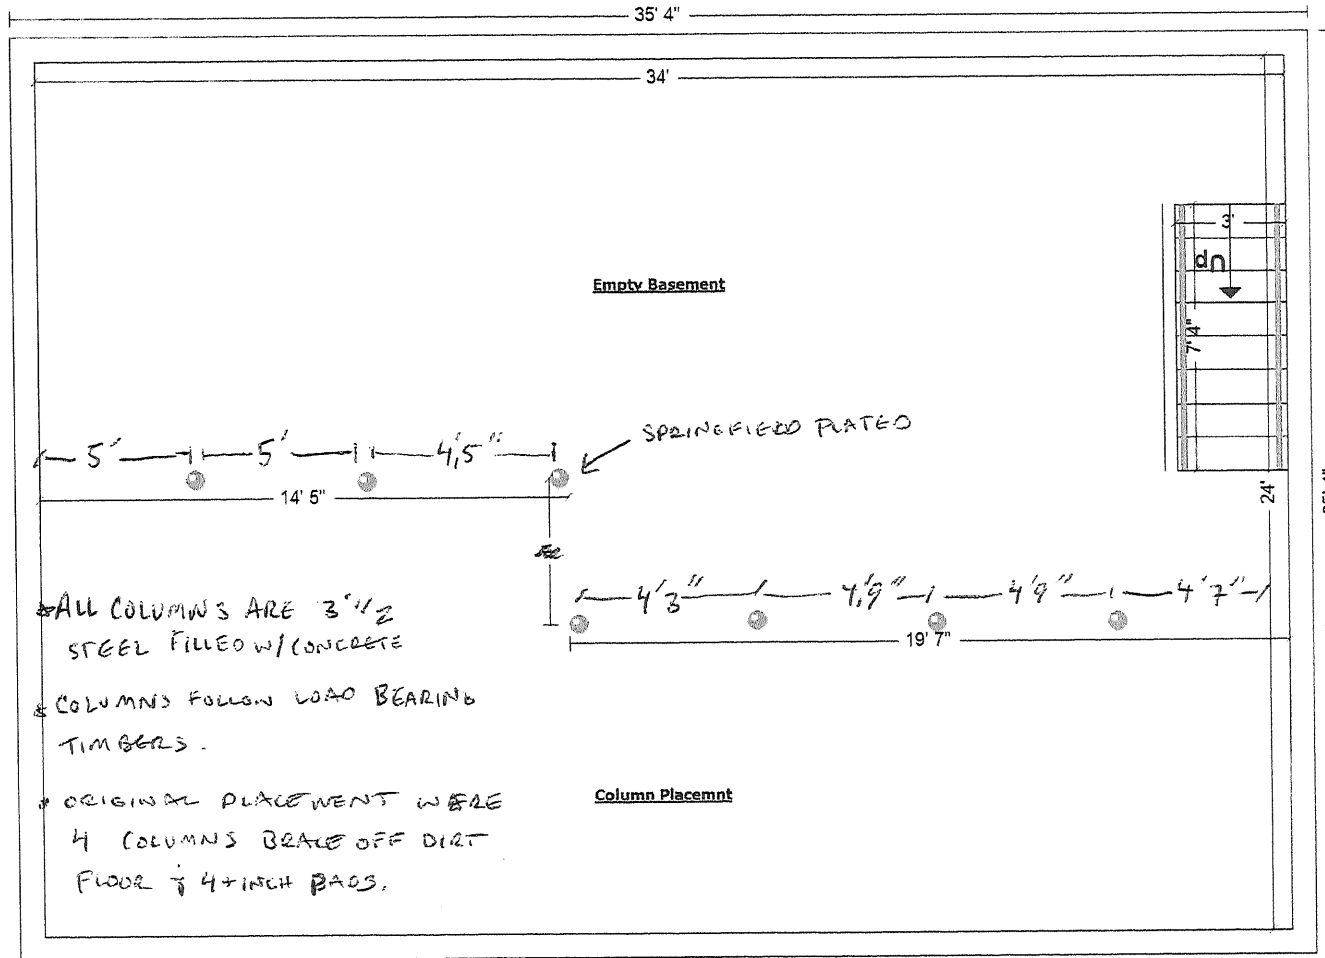 35' 4"
34'
3'
Up
7' 4"
Empty Basement
SPRINGFIELD PLATED
5'
5'
4'5"
14' 5"
24'
4'3"
4'9"
4'9"
4'7"
19' 7"
*ALL COLUMNS ARE 3"1/2
STEEL FILLED W/CONCRETE
* COLUMNS FOLLOW LOAD BEARING
TIMBERS.
Column Placemnt
* ORIGINAL PLACEMENT WERE
4 COLUMNS BRACE OFF DIRT
FLOOR & 4+INCH PADS.